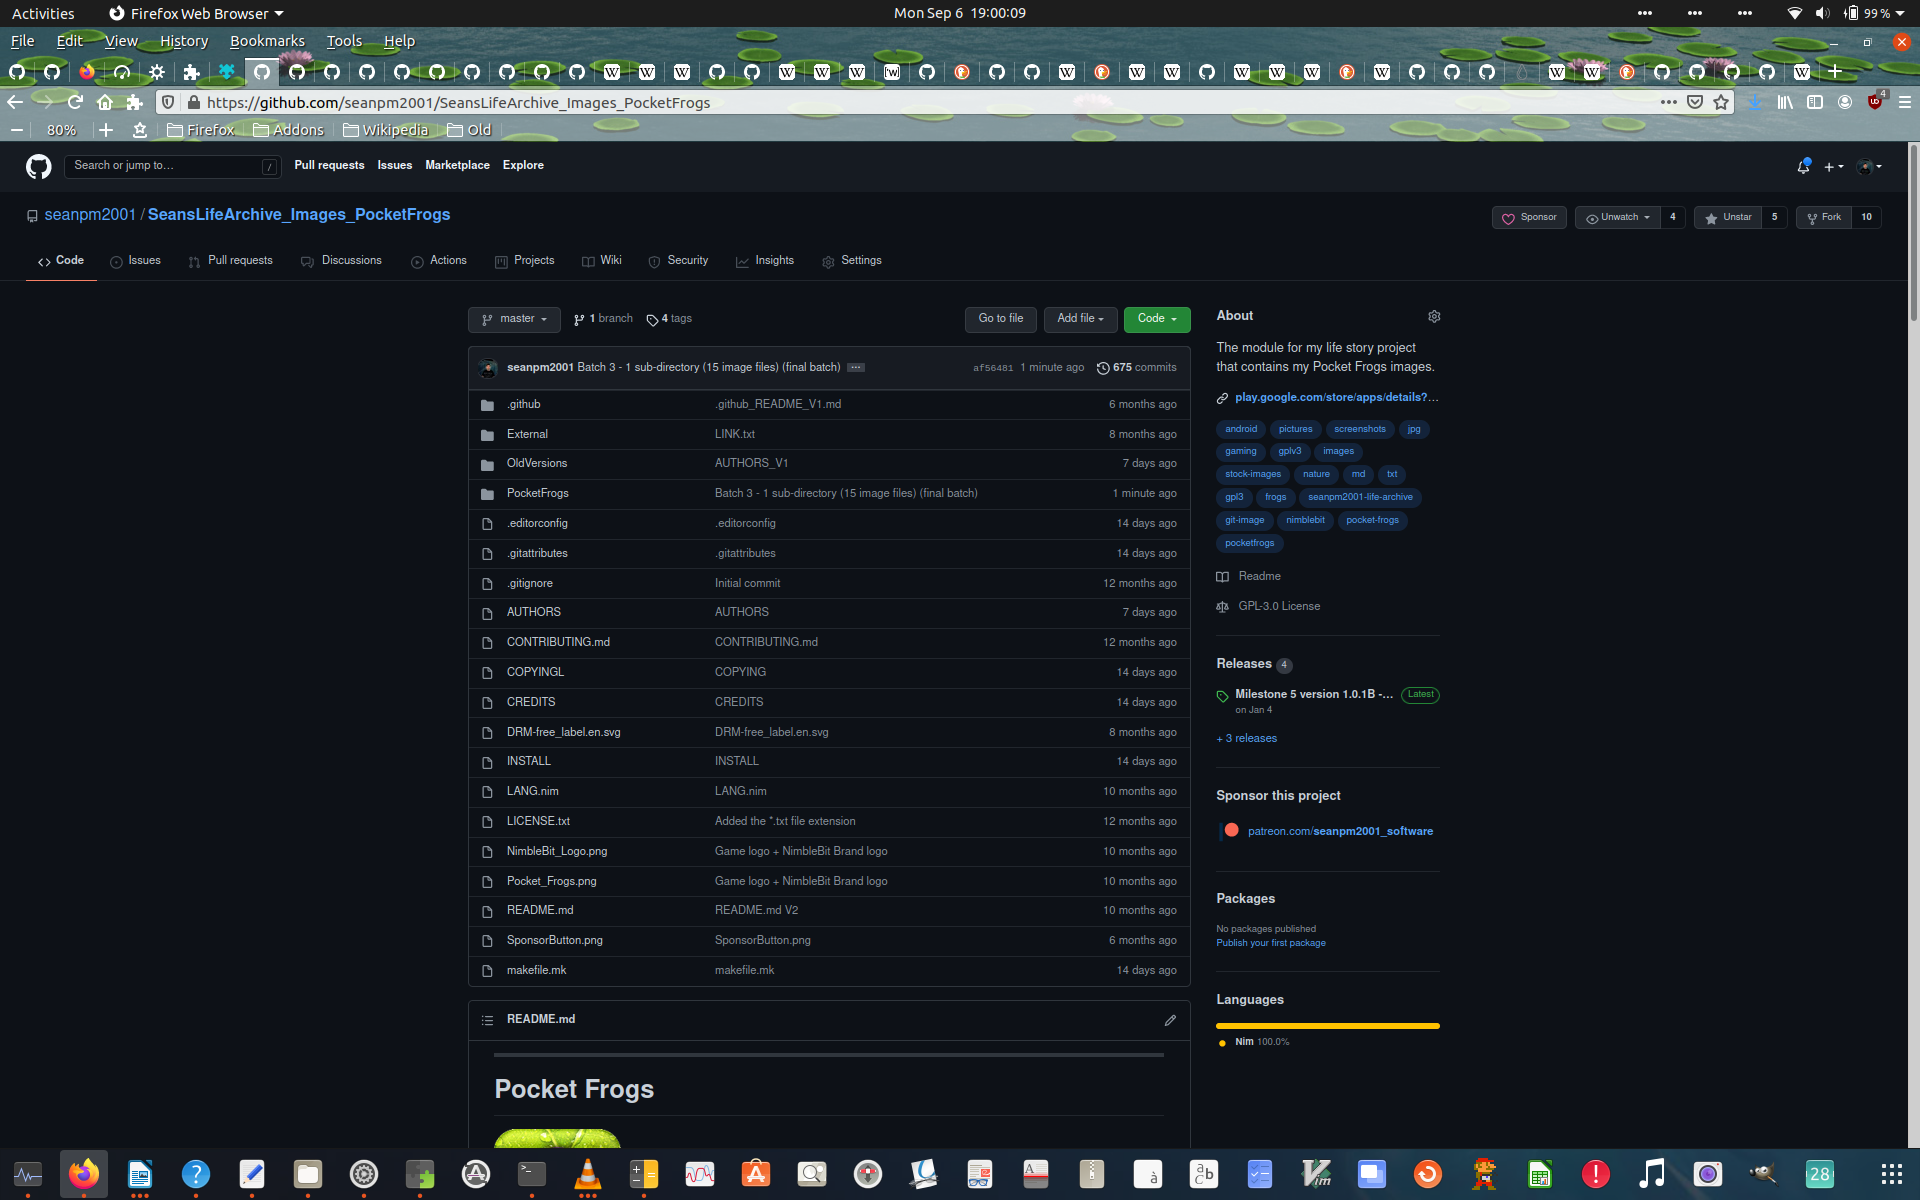 Activities
Firefox Web Browser
Mon Sep 6 19:00:09
99 %
File Edit View History Bookmarks Tools Help
https://github.com/seanpm2001/SeansLifeArchive_Images_PocketFrogs
4
80%
Firefox
Addons
Wikipedia
Old
Search or jump to… /
Pull requests Issues Marketplace Explore
seanpm2001 / SeansLifeArchive_Images_PocketFrogs
Sponsor
Unwatch 4
Unstar 5
Fork 10
Code
Issues
Pull requests
Discussions
Actions
Projects
Wiki
Security
Insights
Settings
master
1 branch
4 tags
Go to file
Add file
Code
seanpm2001 Batch 3 - 1 sub-directory (15 image files) (final batch) ...
af56481 1 minute ago
675 commits
.github .github_README_V1.md 6 months ago
External LINK.txt 8 months ago
OldVersions AUTHORS_V1 7 days ago
PocketFrogs Batch 3 - 1 sub-directory (15 image files) (final batch) 1 minute ago
.editorconfig .editorconfig 14 days ago
.gitattributes .gitattributes 14 days ago
.gitignore Initial commit 12 months ago
AUTHORS AUTHORS 7 days ago
CONTRIBUTING.md CONTRIBUTING.md 12 months ago
COPYINGL COPYING 14 days ago
CREDITS CREDITS 14 days ago
DRM-free_label.en.svg DRM-free_label.en.svg 8 months ago
INSTALL INSTALL 14 days ago
LANG.nim LANG.nim 10 months ago
LICENSE.txt Added the *.txt file extension 12 months ago
NimbleBit_Logo.png Game logo + NimbleBit Brand logo 10 months ago
Pocket_Frogs.png Game logo + NimbleBit Brand logo 10 months ago
README.md README.md V2 10 months ago
SponsorButton.png SponsorButton.png 6 months ago
makefile.mk makefile.mk 14 days ago
README.md
Pocket Frogs
About
The module for my life story project
that contains my Pocket Frogs images.
play.google.com/store/apps/details?…
android pictures screenshots jpg
gaming gplv3 images
stock-images nature md txt
gpl3 frogs seanpm2001-life-archive
git-image nimblebit pocket-frogs
pocketfrogs
Readme
GPL-3.0 License
Releases 4
Milestone 5 version 1.0.1B -… Latest
on Jan 4
+ 3 releases
Sponsor this project
patreon.com/seanpm2001_software
Packages
No packages published
Publish your first package
Languages
Nim 100.0%
28